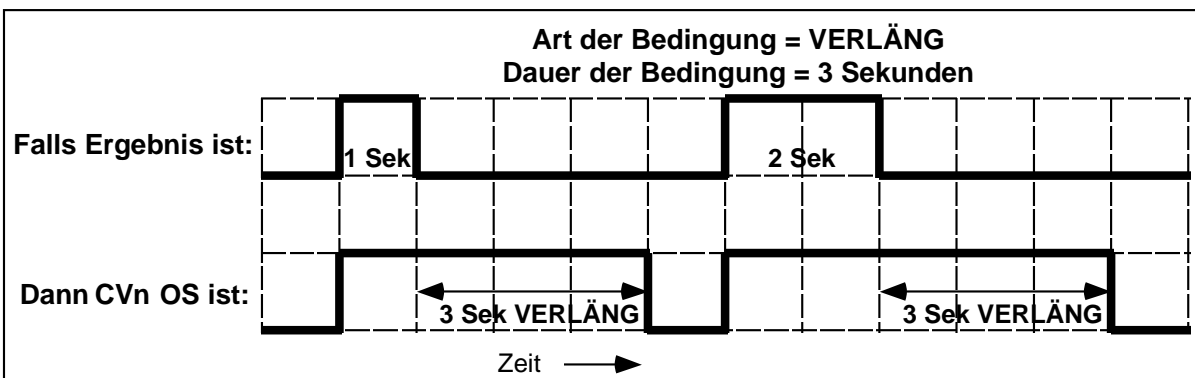 Art der Bedingung = VERLÄNG
Dauer der Bedingung = 3 Sekunden
Falls Ergebnis ist:
1 Sek
2 Sek
Dann CVn OS ist:
3 Sek VERLÄNG
3 Sek VERLÄNG
Zeit